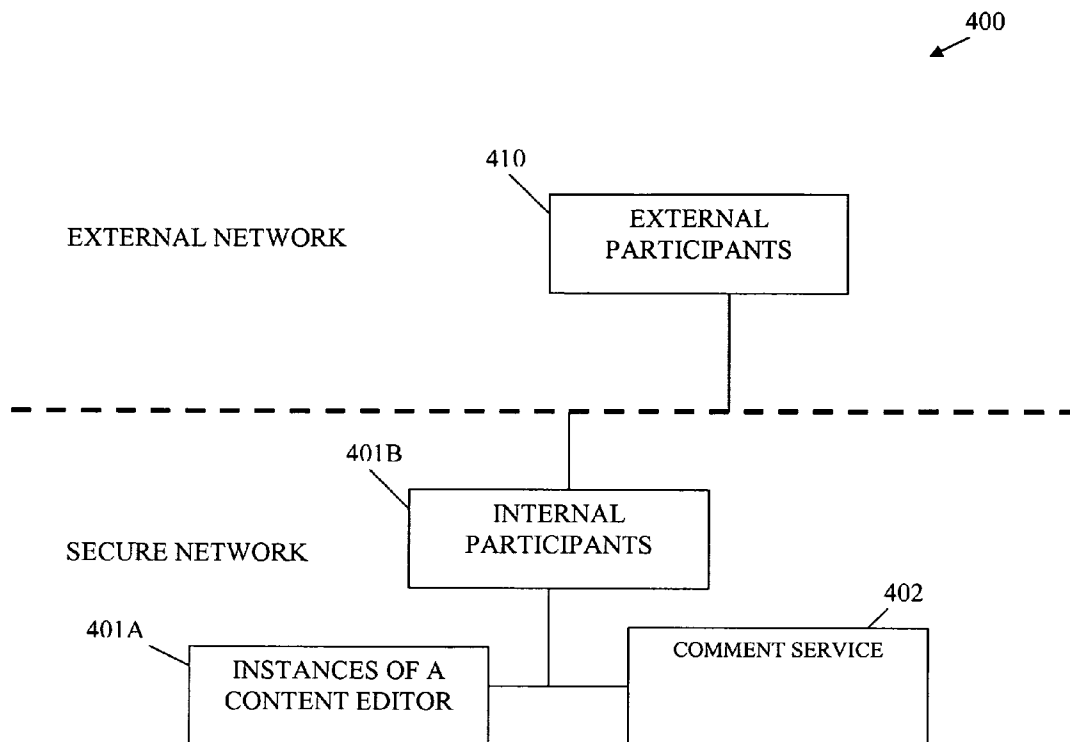 400
410
EXTERNAL
PARTICIPANTS
EXTERNAL NETWORK
401B
INTERNAL
PARTICIPANTS
SECURE NETWORK
402
401A
COMMENT SERVICE
INSTANCES OF A
CONTENT EDITOR